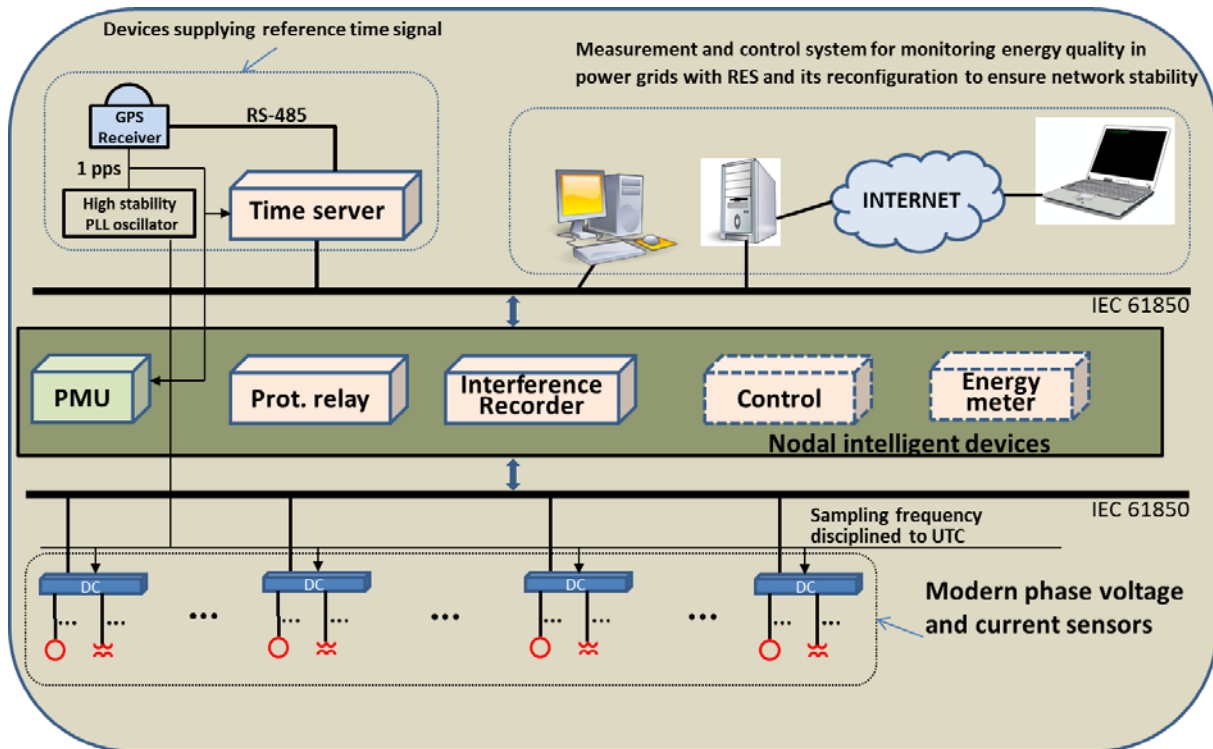 Devices supplying reference time signal
Measurement and control system for monitoring energy quality in
power grids with RES and its reconfiguration to ensure network stability
GPS
Receiver
RS-485
1 pps
High stability
PLL oscillator
Time server
INTERNET
IEC 61850
PMU
Prot. relay
Interference
Recorder
Control
Energy
meter
Nodal intelligent devices
IEC 61850
Sampling frequency
disciplined to UTC
DC
DC
DC
DC
...
...
...
...
...
...
...
...
...
...
...
Modern phase voltage
and current sensors